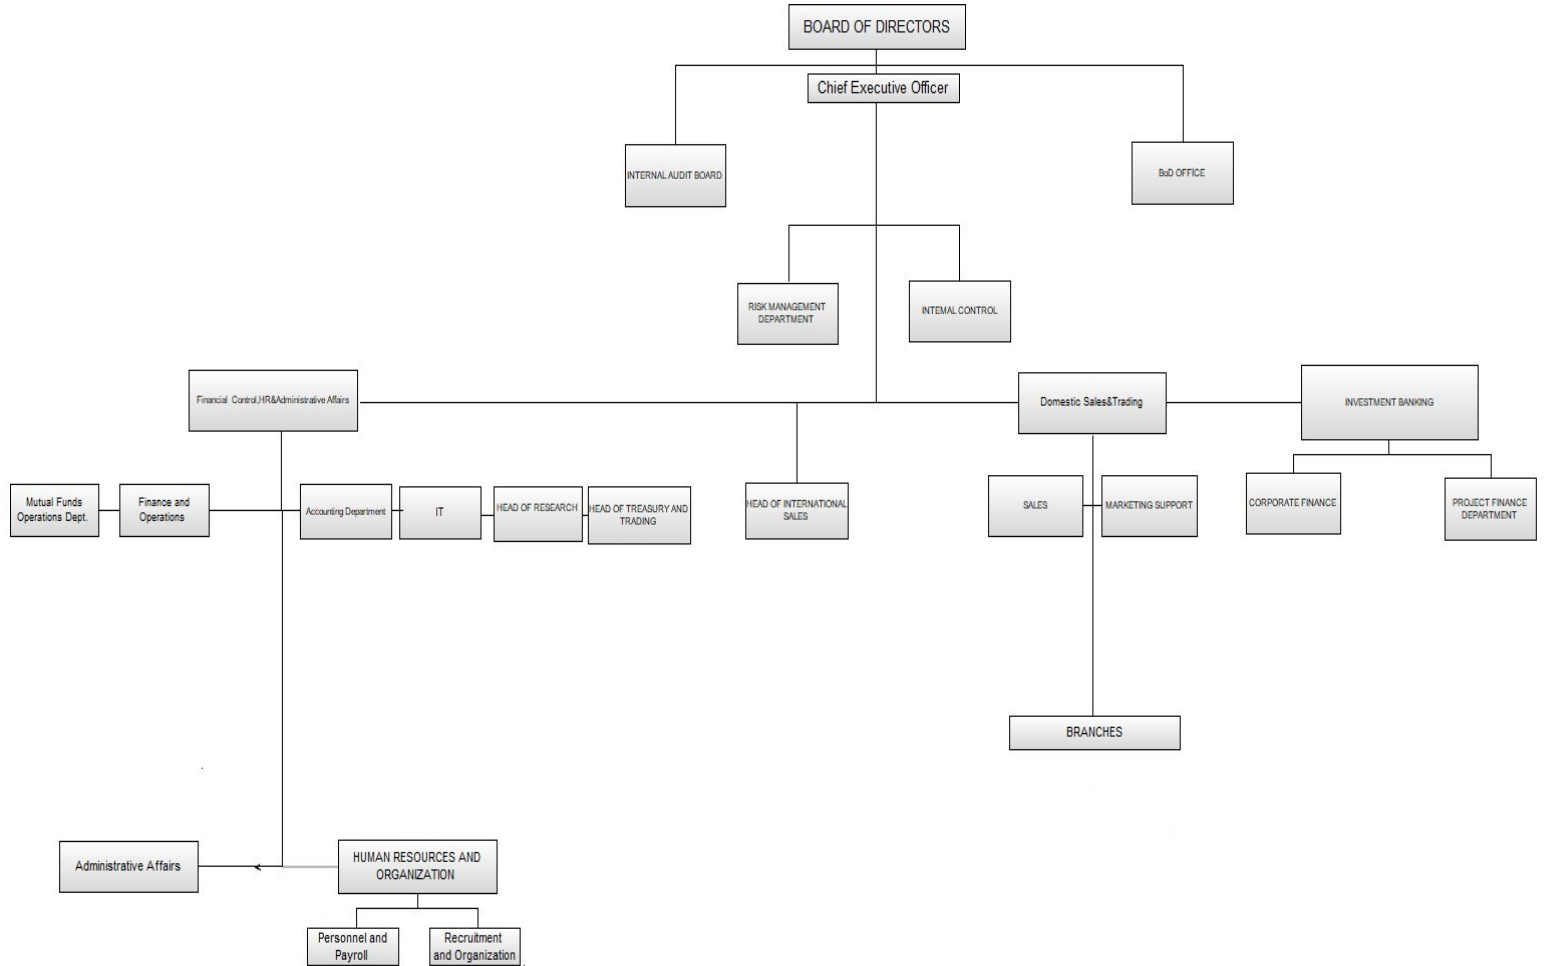 BOARD OF DIRECTORS
Chief Executive Officer
INTERNAL AUDIT BOARD
BoD OFFİCE
RISK MANAGEMENT
DEPARTMENT
INTEMAL CONTROL
Financial Control,HR&Administrative Affairs
Domestic Sales&Trading
INVESTMENT BANKING
Mutual Funds
Operations Dept.
Finance and
Operations
Accounting Department
IT
HEAD OF RESEARCH
HEAD OF TREASURY AND
TRADING
HEAD OF INTERNATIONAL
SALES
SALES
MARKETING SUPPORT
CORPORATE FINANCE
PROJECT FINANCE
DEPARTMENT
BRANCHES
Administrative Affairs
HUMAN RESOURCES AND
ORGANIZATION
Personnel and
Payroll
Recruitment
and Organization